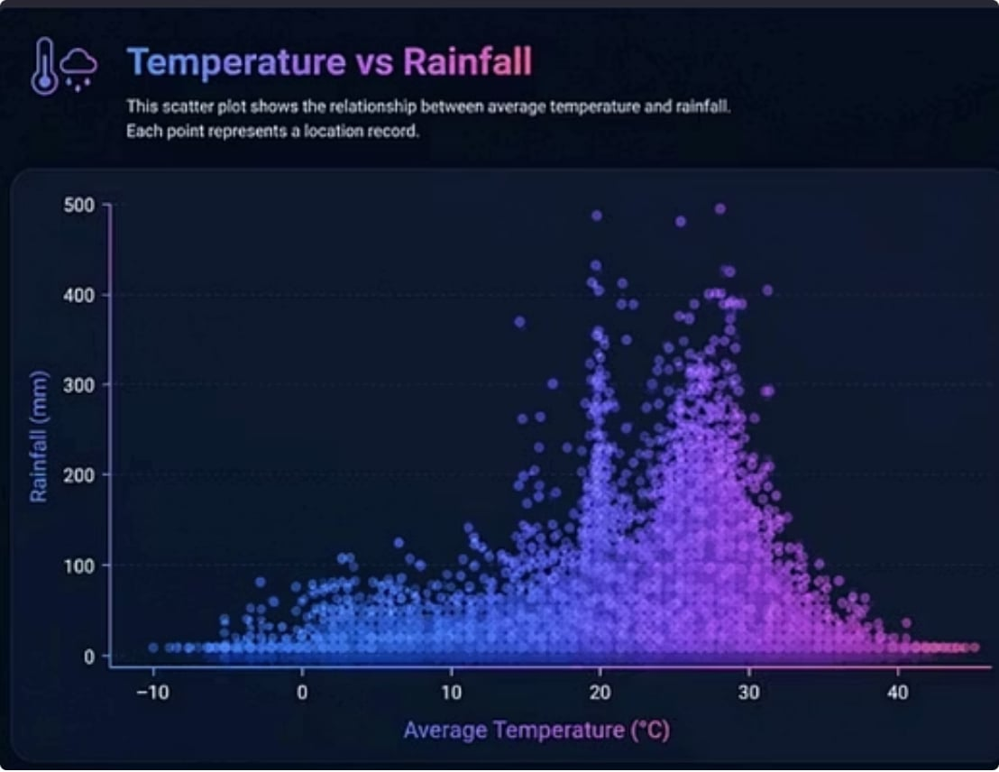 Temperature vs Rainfall
This scatter plot shows the relationship between average temperature and rainfall.
Each point represents a location record.
500
400
300
200
100
0
Rainfall (mm)
−10 0 10 20 30 40
Average Temperature (°C)